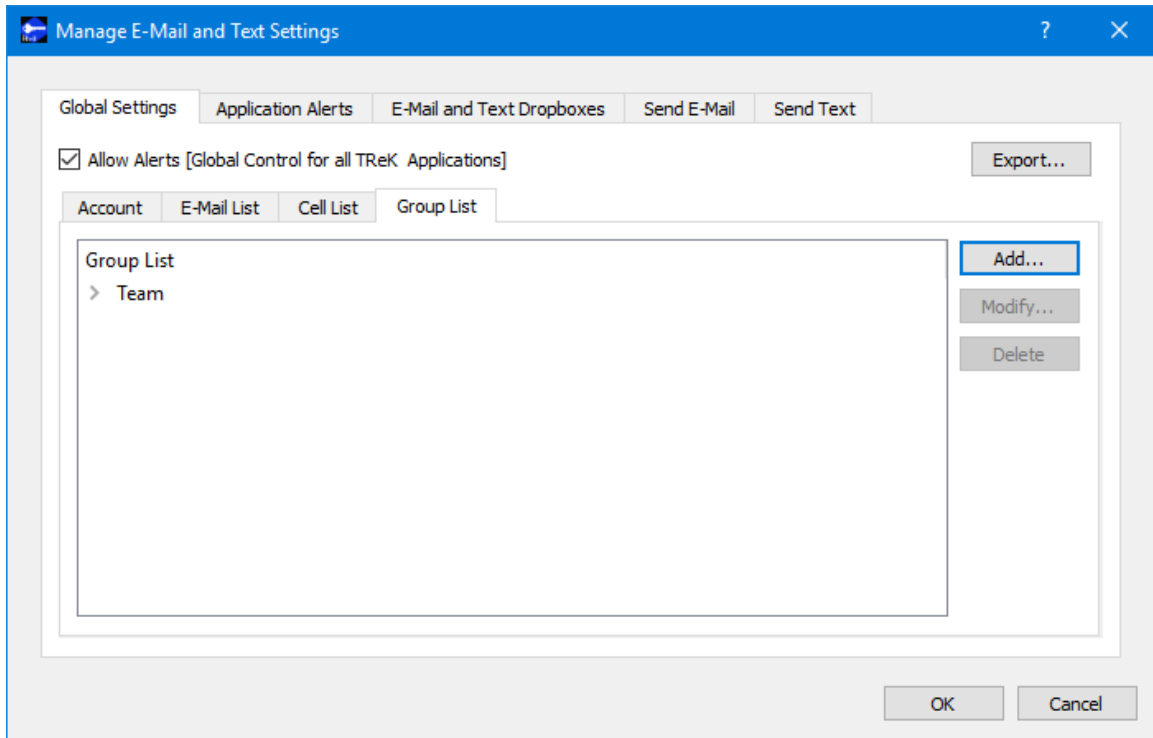 Manage E-Mail and Text Settings
?
Global Settings Application Alerts E-Mail and Text Dropboxes Send E-Mail Send Text
Allow Alerts [Global Control for all TReK Applications] Export...
Account E-Mail List Cell List Group List
Group List
Team
Add...
Modify...
Delete
OK Cancel